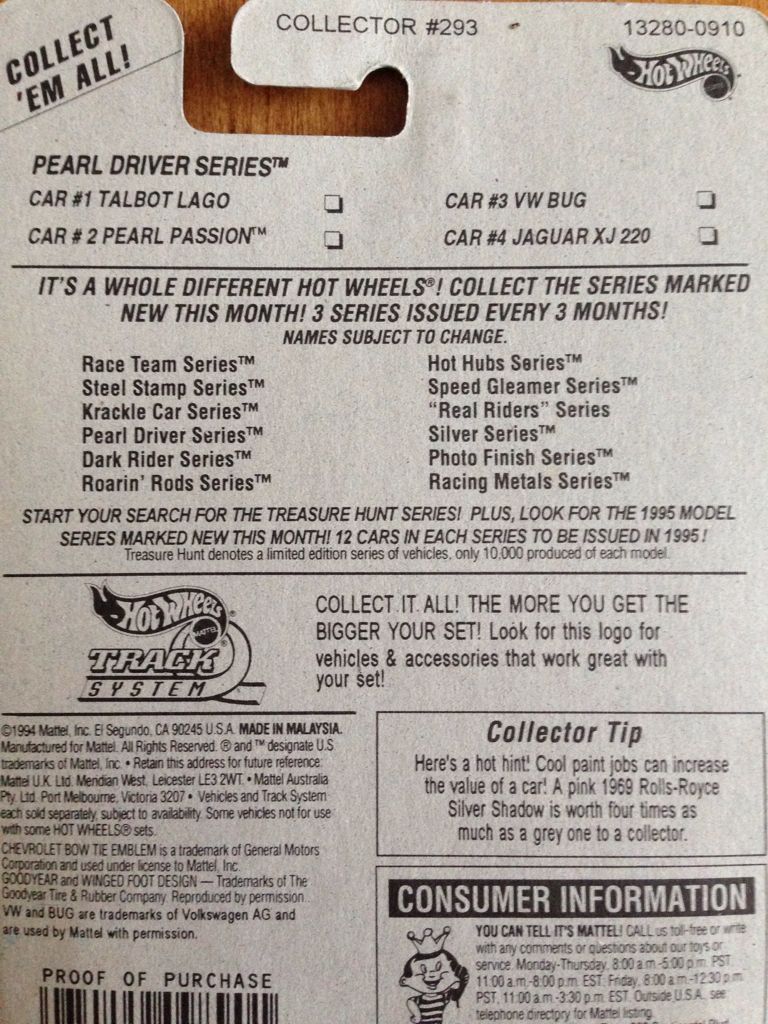 COLLECT
'EM ALL!
COLLECTOR #293
13280-0910
HOT WHEELS
PEARL DRIVER SERIES™
CAR #1 TALBOT LAGO
CAR #3 VW BUG
CAR # 2 PEARL PASSION™
CAR #4 JAGUAR XJ 220
IT'S A WHOLE DIFFERENT HOT WHEELS®! COLLECT THE SERIES MARKED
NEW THIS MONTH! 3 SERIES ISSUED EVERY 3 MONTHS!
NAMES SUBJECT TO CHANGE.
Race Team Series™
Steel Stamp Series™
Krackle Car Series™
Pearl Driver Series™
Dark Rider Series™
Roarin' Rods Series™
Hot Hubs Series™
Speed Gleamer Series™
"Real Riders" Series
Silver Series™
Photo Finish Series™
Racing Metals Series™
START YOUR SEARCH FOR THE TREASURE HUNT SERIES! PLUS, LOOK FOR THE 1995 MODEL
SERIES MARKED NEW THIS MONTH! 12 CARS IN EACH SERIES TO BE ISSUED IN 1995!
Treasure Hunt denotes a limited edition series of vehicles, only 10,000 produced of each model.
HOT WHEELS
MATTEL
TRACK
SYSTEM
COLLECT IT ALL! THE MORE YOU GET THE
BIGGER YOUR SET! Look for this logo for
vehicles & accessories that work great with
your set!
©1994 Mattel, Inc. El Segundo, CA 90245 U.S.A. MADE IN MALAYSIA.
Manufactured for Mattel. All Rights Reserved. ® and ™ designate U.S.
trademarks of Mattel, Inc. • Retain this address for future reference:
Mattel U.K. Ltd. Meridian West, Leicester LE3 2WT. • Mattel Australia
Pty. Ltd. Port Melbourne, Victoria 3207 • Vehicles and Track System
each sold separately, subject to availability. Some vehicles not for use
with some HOT WHEELS® sets.
CHEVROLET BOW TIE EMBLEM is a trademark of General Motors
Corporation and used under license to Mattel, Inc.
GOODYEAR and WINGED FOOT DESIGN — Trademarks of The
Goodyear Tire & Rubber Company. Reproduced by permission.
VW and BUG are trademarks of Volkswagen AG and
are used by Mattel with permission.
PROOF OF PURCHASE
Collector Tip
Here's a hot hint! Cool paint jobs can increase
the value of a car! A pink 1969 Rolls-Royce
Silver Shadow is worth four times as
much as a grey one to a collector.
CONSUMER INFORMATION
YOU CAN TELL IT'S MATTEL! CALL us toll-free or write
with any comments or questions about our toys or
service. Monday-Thursday, 8:00 a.m.-5:00 p.m. PST,
11:00 a.m.-8:00 p.m. EST. Friday, 8:00 a.m.-12:30 p.m.
PST, 11:00 a.m.-3:30 p.m. EST. Outside U.S.A. see
telephone directory for Mattel listing.